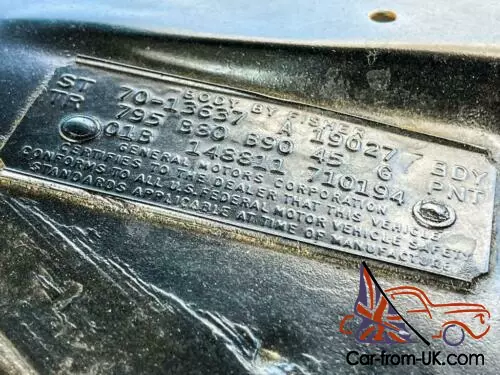 BODY BY FISHER
ST 70-13637 A 190277 BDY
TR 795 B30 B90 45 G PNT
01B 148811 710194
GENERAL MOTORS CORPORATION
CERTIFIES TO THE DEALER THAT THIS VEHICLE
CONFORMS TO ALL U.S. FEDERAL MOTOR VEHICLE SAFETY
STANDARDS APPLICABLE AT TIME OF MANUFACTURE
Car-from-UK.com